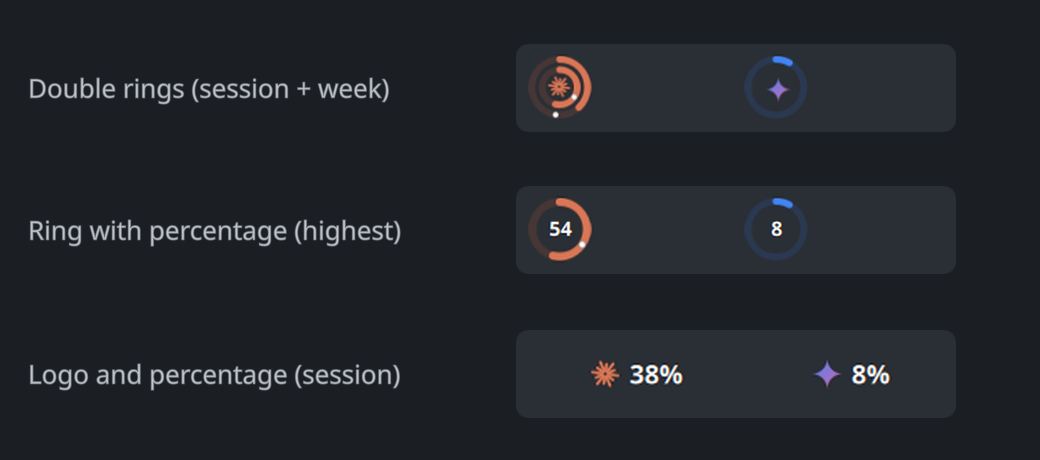 Double rings (session + week)
Ring with percentage (highest)
54
8
Logo and percentage (session)
38%
8%